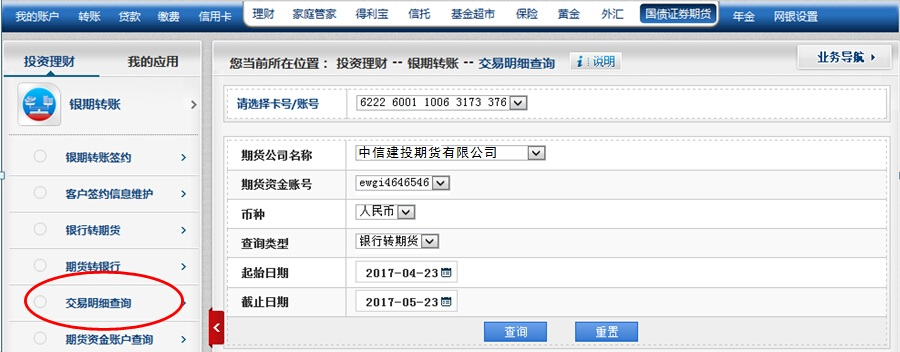 我的账户 转账 贷款 缴费 信用卡 理财 家庭管家 得利宝 信托 基金超市 保险 黄金 外汇 国债证券期货 年金 网银设置
投资理财 我的应用
您当前所在位置： 投资理财 -- 银期转账 -- 交易明细查询 i 说明 业务导航
银期转账
请选择卡号/账号 6222 6001 1006 3173 376
银期转账签约
期货公司名称 中信建投期货有限公司
客户签约信息维护
期货资金账号 ewgi4646546
币种 人民币
银行转期货
查询类型 银行转期货
期货转银行
起始日期 2017-04-23
交易明细查询
截止日期 2017-05-23
期货资金账户查询
查询 重置